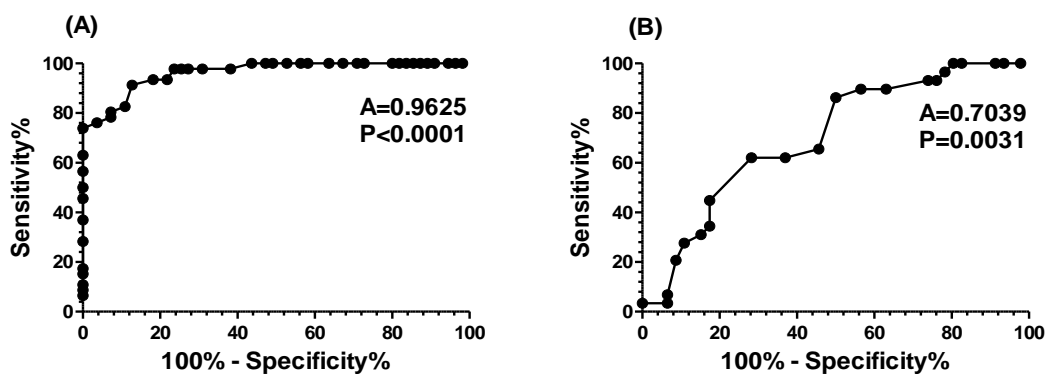 (A)
100
80
60
40
20
0
Sensitivity%
A=0.9625
P<0.0001
0 20 40 60 80 100
100% - Specificity%
(B)
100
80
60
40
20
0
Sensitivity%
A=0.7039
P=0.0031
0 20 40 60 80 100
100% - Specificity%